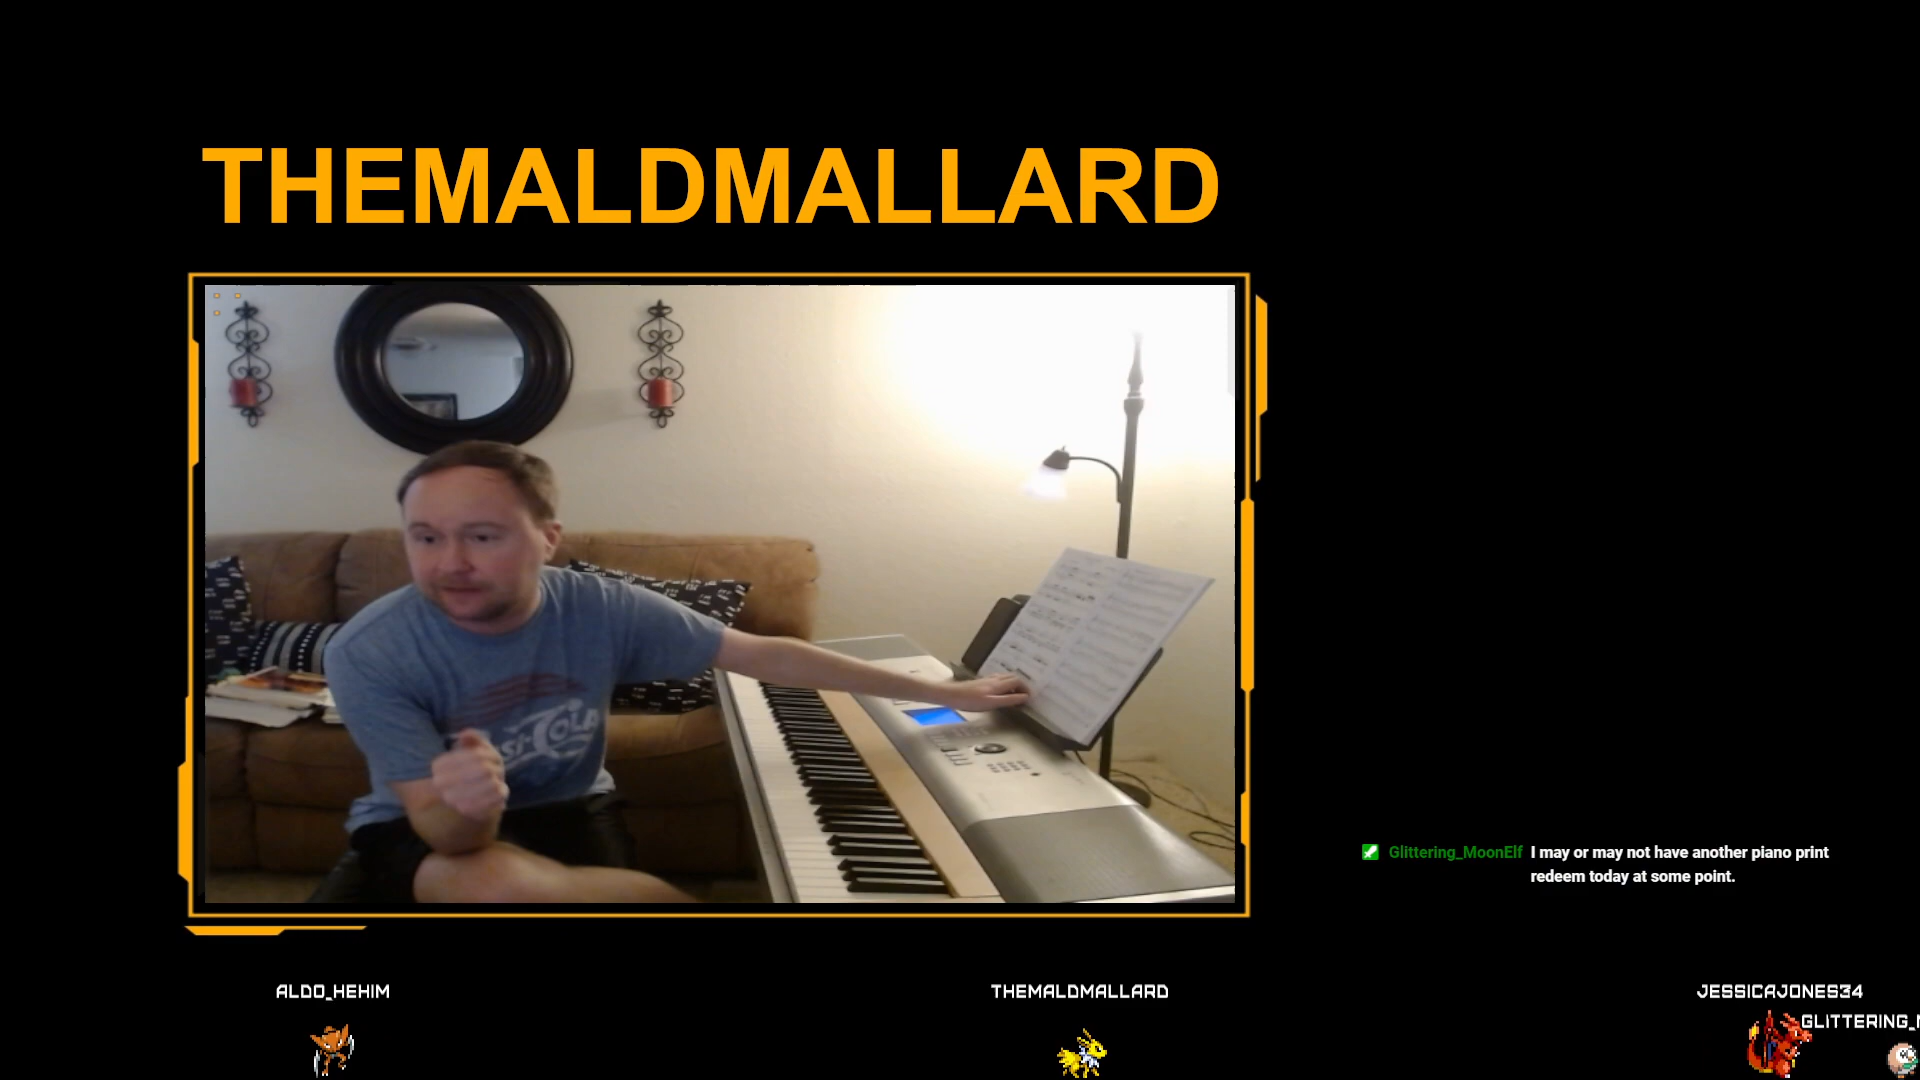 THEMALDMALLARD
Glittering_MoonElf I may or may not have another piano print
redeem today at some point.
ALDO_HEHIM
THEMALDMALLARD
JESSICAJONES34
GLITTERING_